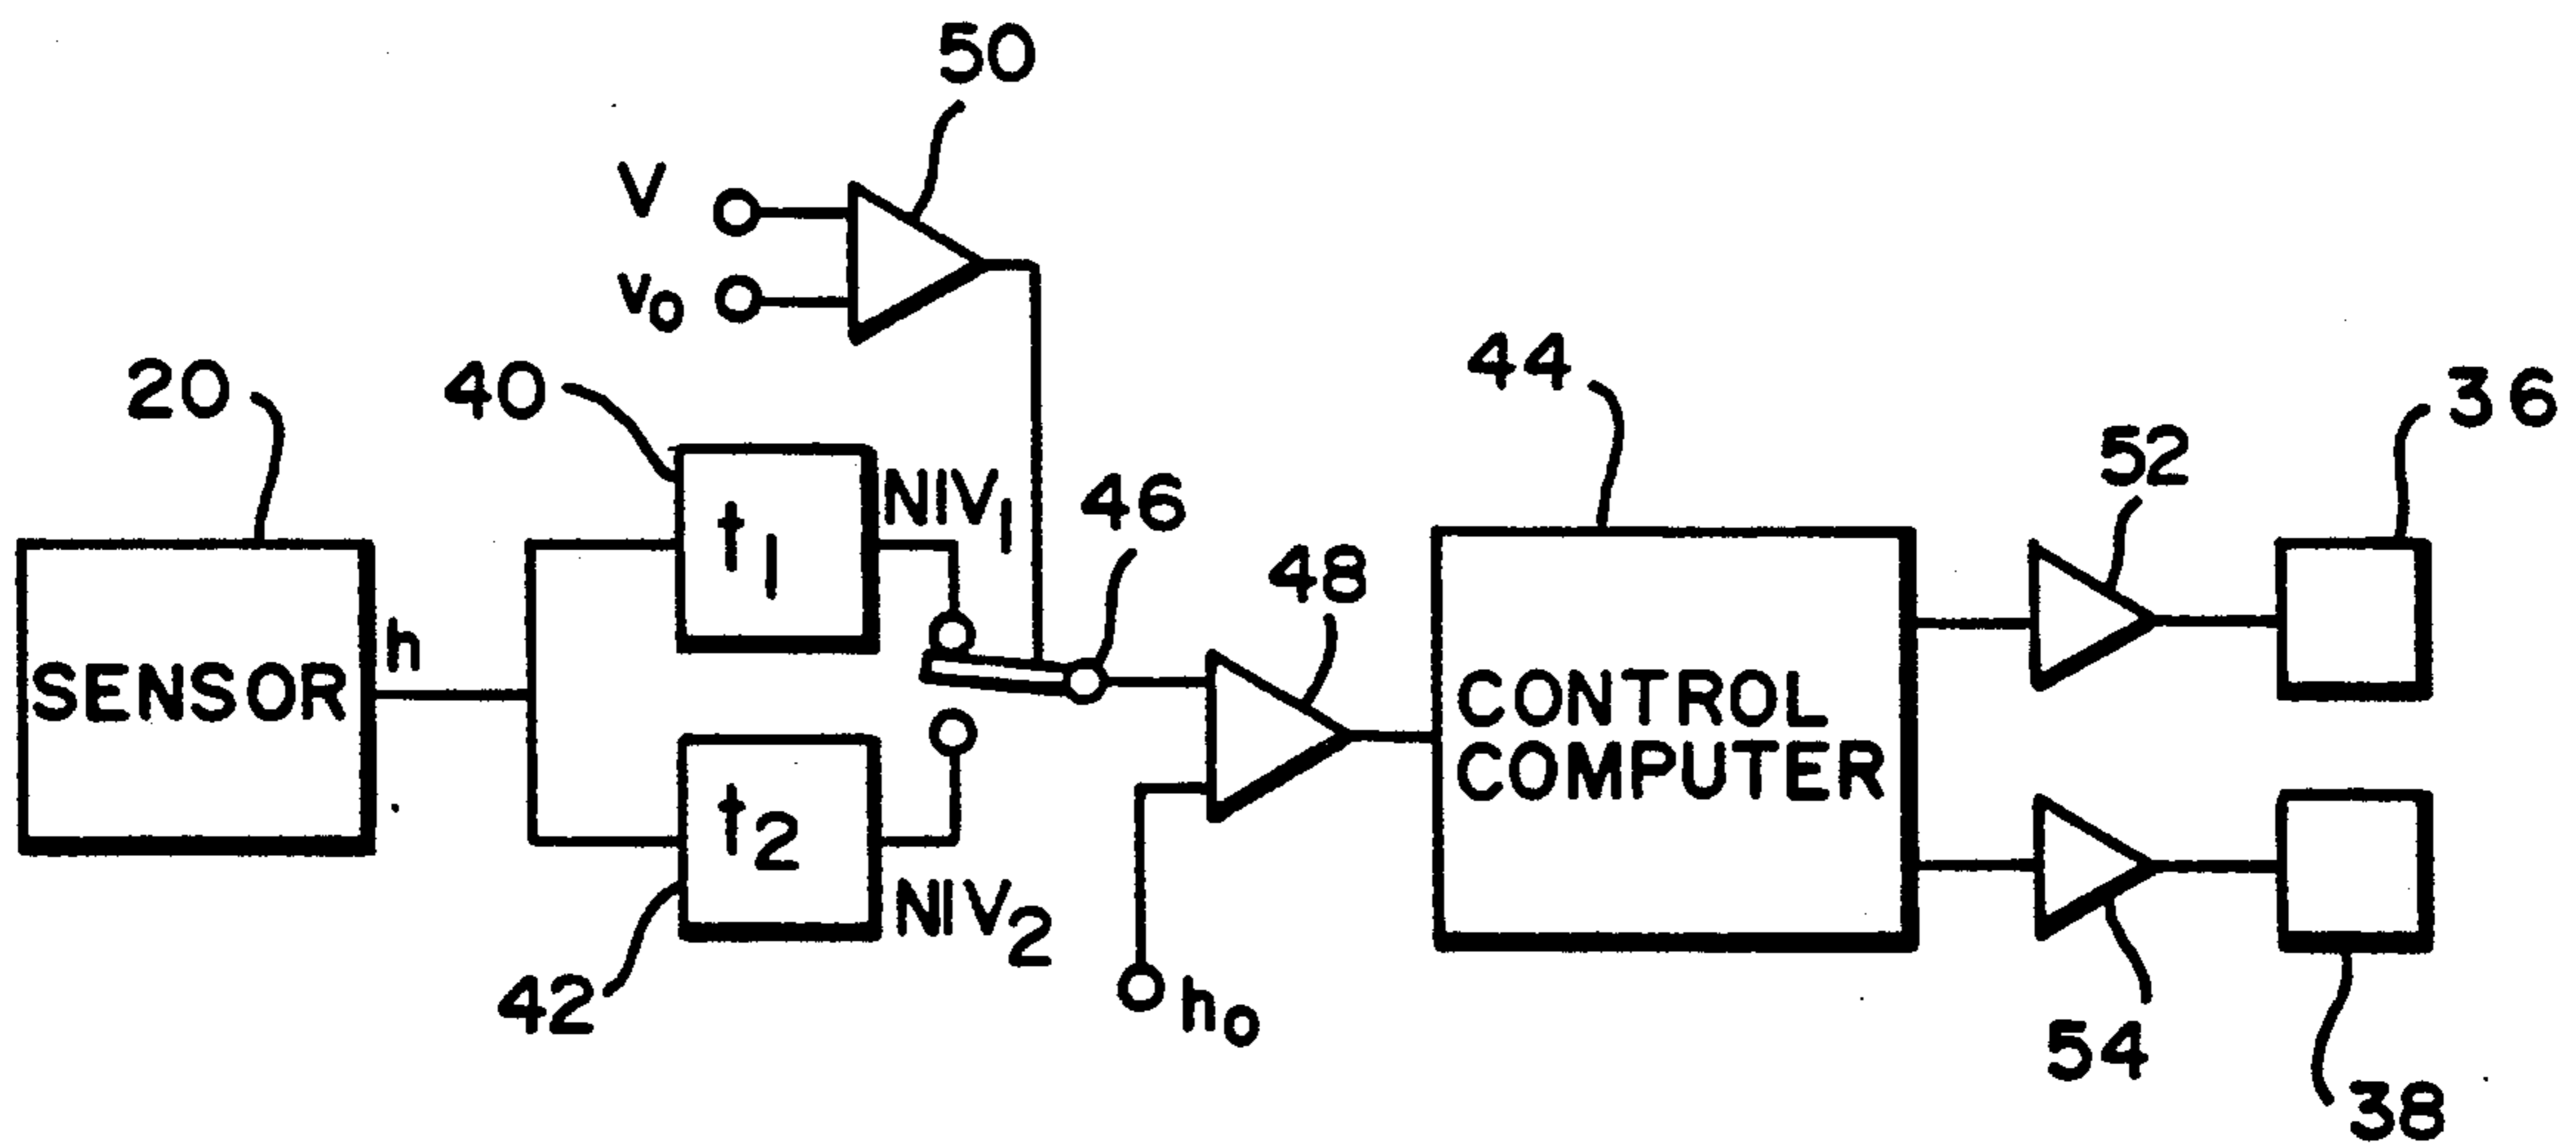 50
V
v₀
20
40
44
36
52
NIV₁
46
t₁
48
h
SENSOR
CONTROL
COMPUTER
t₂
NIV₂
42
h₀
54
38